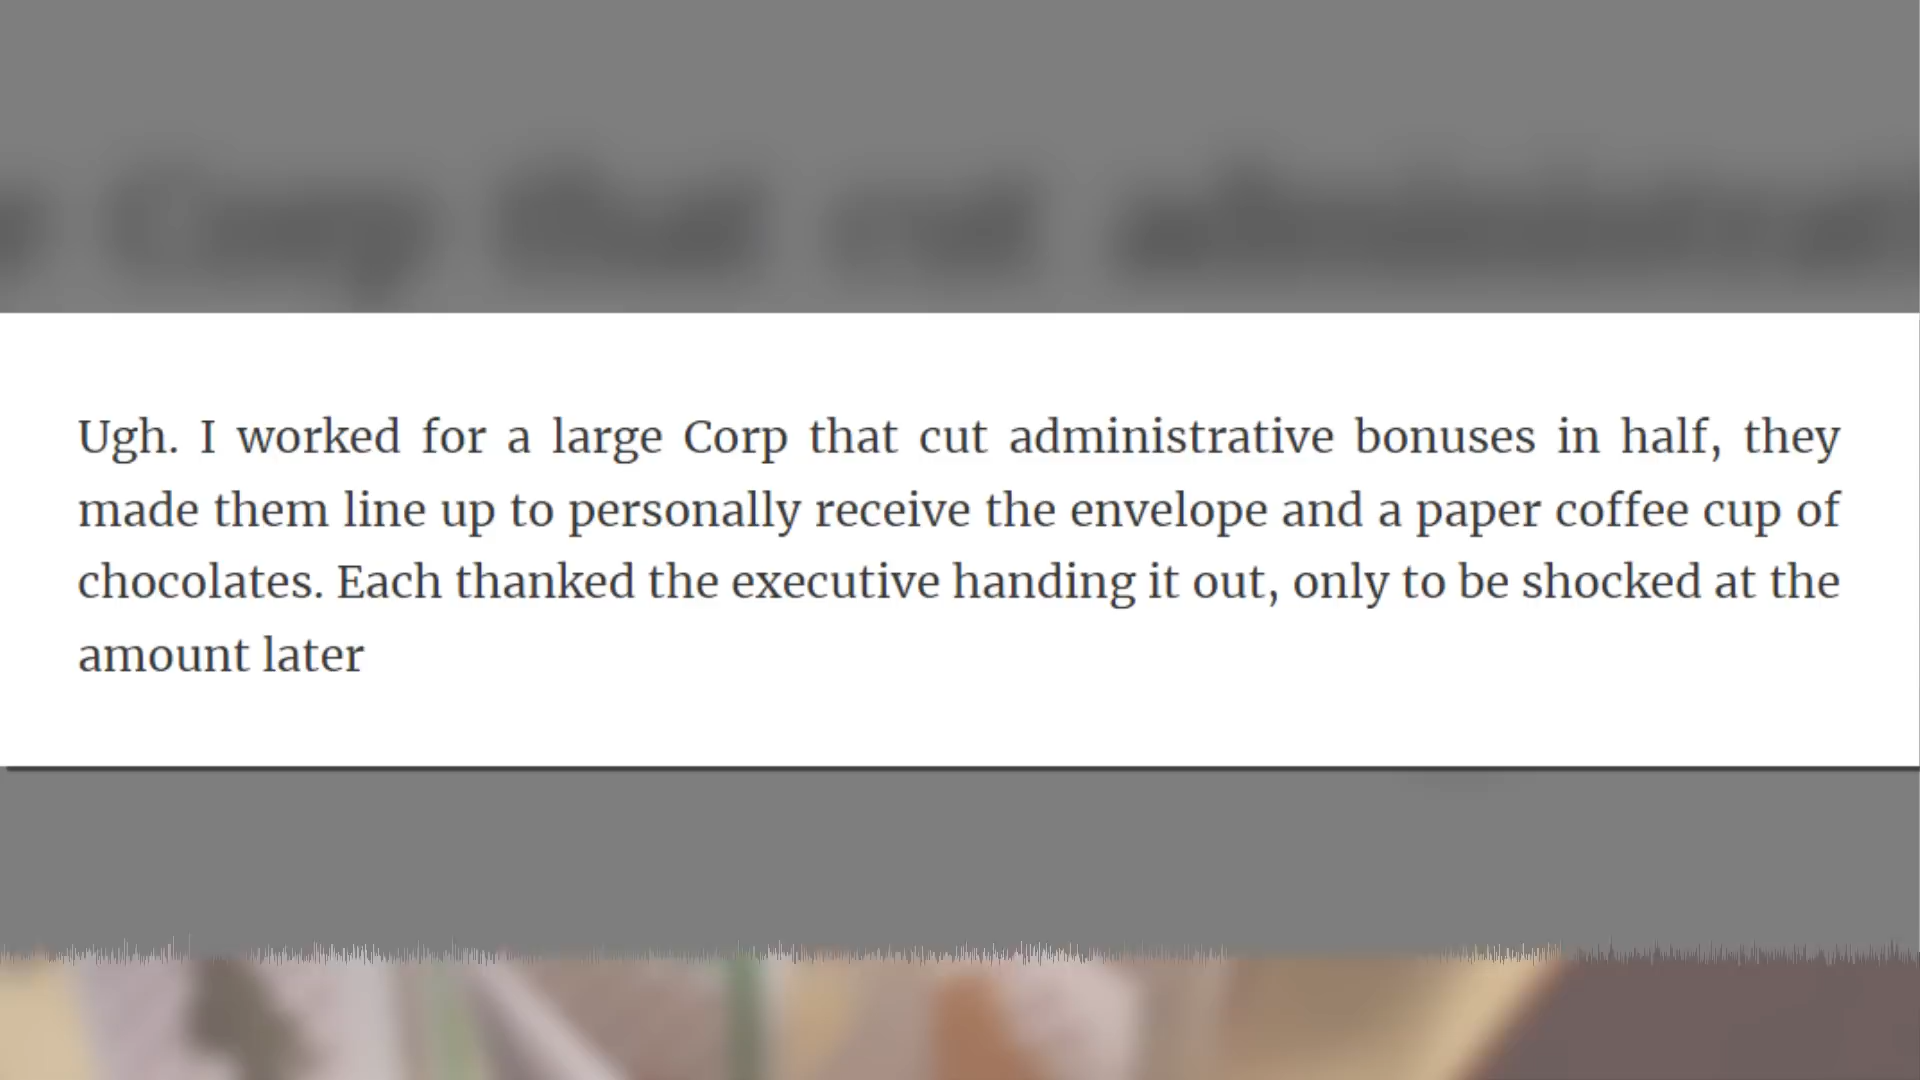 Ugh. I worked for a large Corp that cut administrative bonuses in half, they
made them line up to personally receive the envelope and a paper coffee cup of
chocolates. Each thanked the executive handing it out, only to be shocked at the
amount later